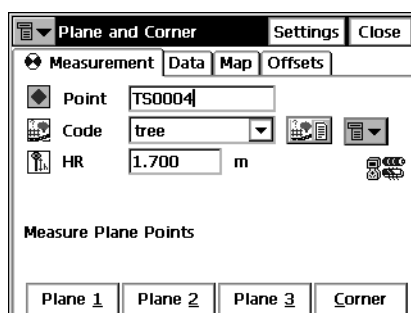 Plane and Corner Settings Close
Measurement Data Map Offsets
Point TS0004
Code tree
HR 1.700 m
Measure Plane Points
Plane 1 Plane 2 Plane 3 Corner